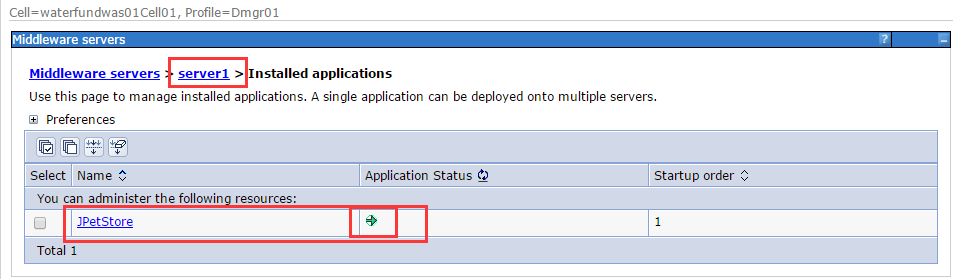 Cell=waterfundwas01Cell01, Profile=Dmgr01
Middleware servers ? –
Middleware servers > server1 > Installed applications
Use this page to manage installed applications. A single application can be deployed onto multiple servers.
Preferences
Select Name Application Status Startup order
You can administer the following resources:
JPetStore 1
Total 1